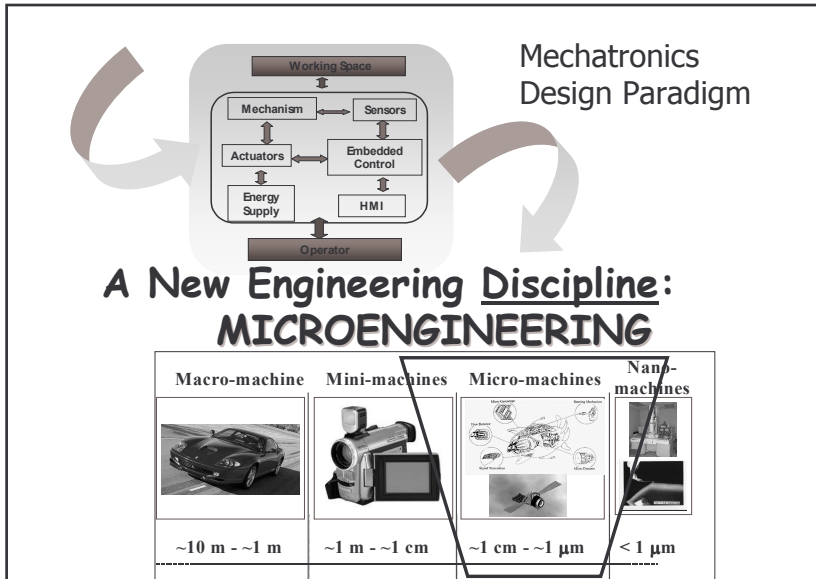 Mechatronics
Design Paradigm
Working Space
Mechanism
Sensors
Actuators
Embedded
Control
Energy
Supply
HMI
Operator
A New Engineering Discipline:
MICROENGINEERING
Macro-machine
Mini-machines
Micro-machines
Nano-
machines
~10 m - ~1 m
~1 m - ~1 cm
~1 cm - ~1 μm
< 1 μm